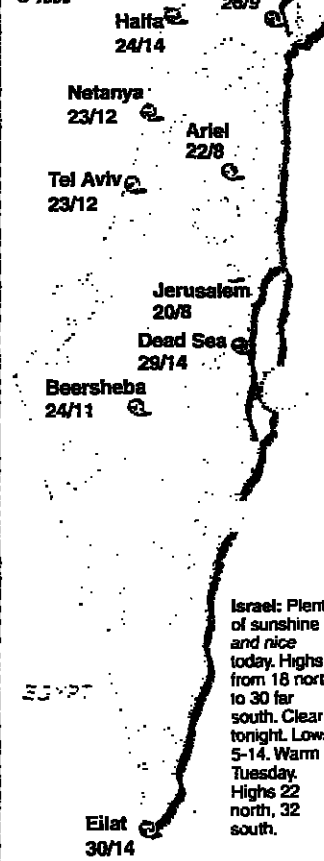 Haifa
24/14
Netanya
23/12
Ariel
22/8
Tel Aviv
23/12
Jerusalem
20/8
Dead Sea
29/14
Beersheba
24/11
EGYPT
Israel: Plent
of sunshine
and nice
today. Highs
from 18 nort
to 30 far
south. Clear
tonight. Lows
5-14. Warm
Tuesday.
Highs 22
north, 32
south.
Eilat
30/14